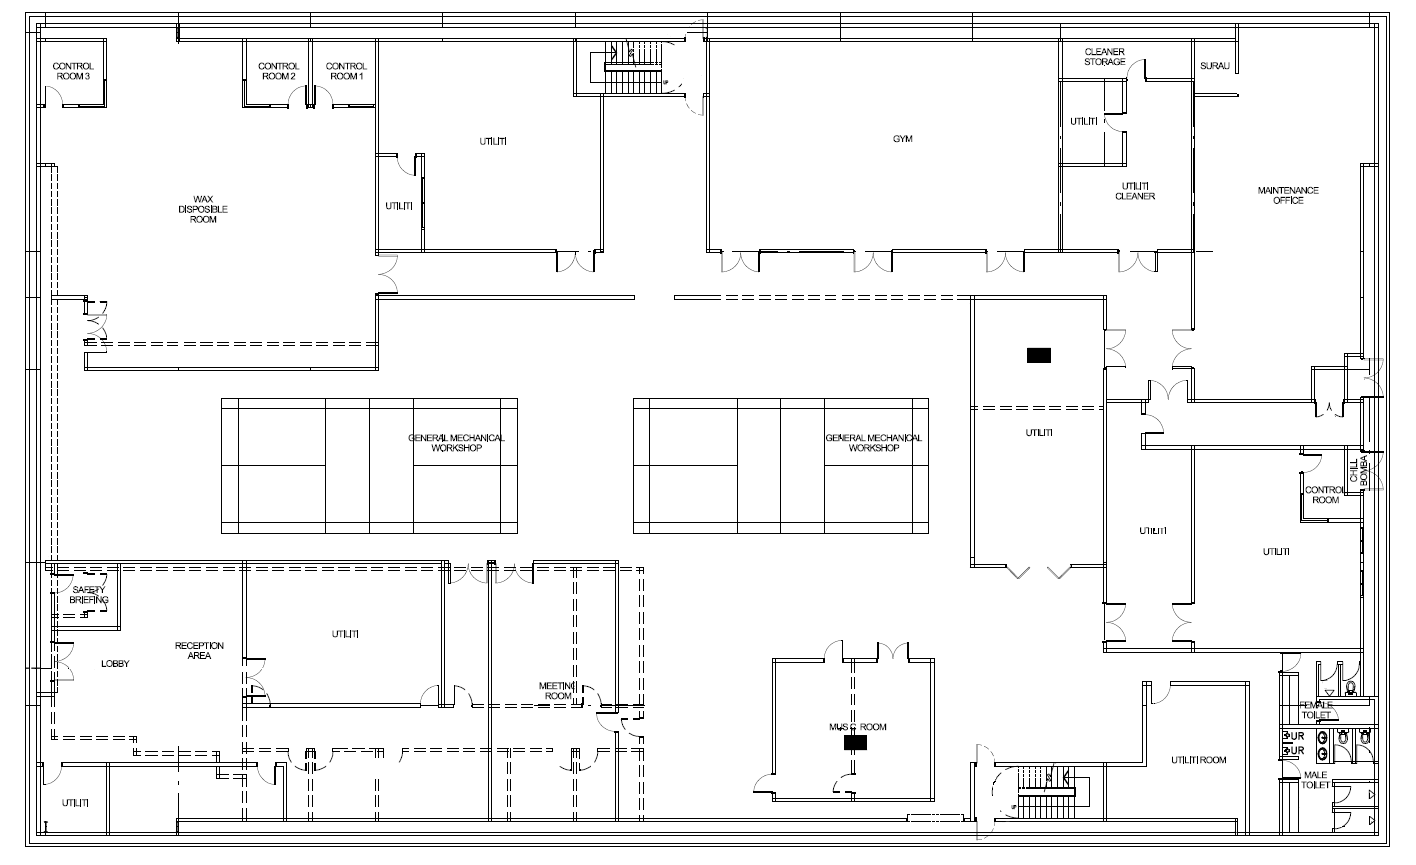 CLEANER
STORAGE
CONTROL
ROOM 3
CONTROL
ROOM 2
CONTROL
ROOM 1
SURAU
UP
UTILITI
GYM
UTILITI
WAX
DISPOSIBLE
ROOM
UTILITI
UTILITI
CLEANER
MAINTENANCE
OFFICE
GENERAL MECHANICAL
WORKSHOP
GENERAL MECHANICAL
WORKSHOP
UTILITI
CHILL
BOMBA
CONTROL
ROOM
UTILITI
UTILITI
SAFETY
BRIEFING
UTILITI
RECEPTION
AREA
LOBBY
MEETING
ROOM
FEMALE
TOILET
MUSIC ROOM
UR
UR
UTILITI ROOM
MALE
TOILET
UTILITI
UP